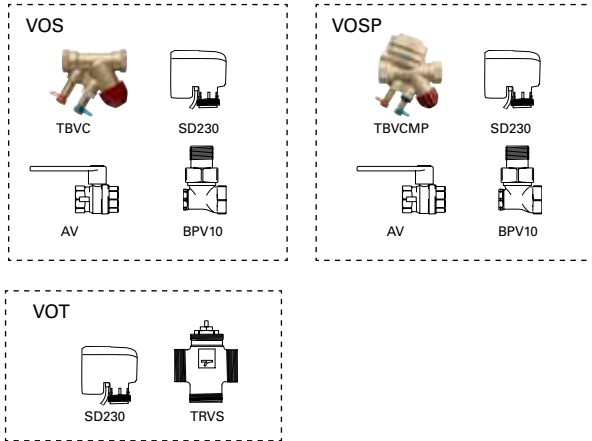 VOS
TBVC
SD230
AV
BPV10
VOSP
TBVCMP
SD230
AV
BPV10
VOT
SD230
TRVS